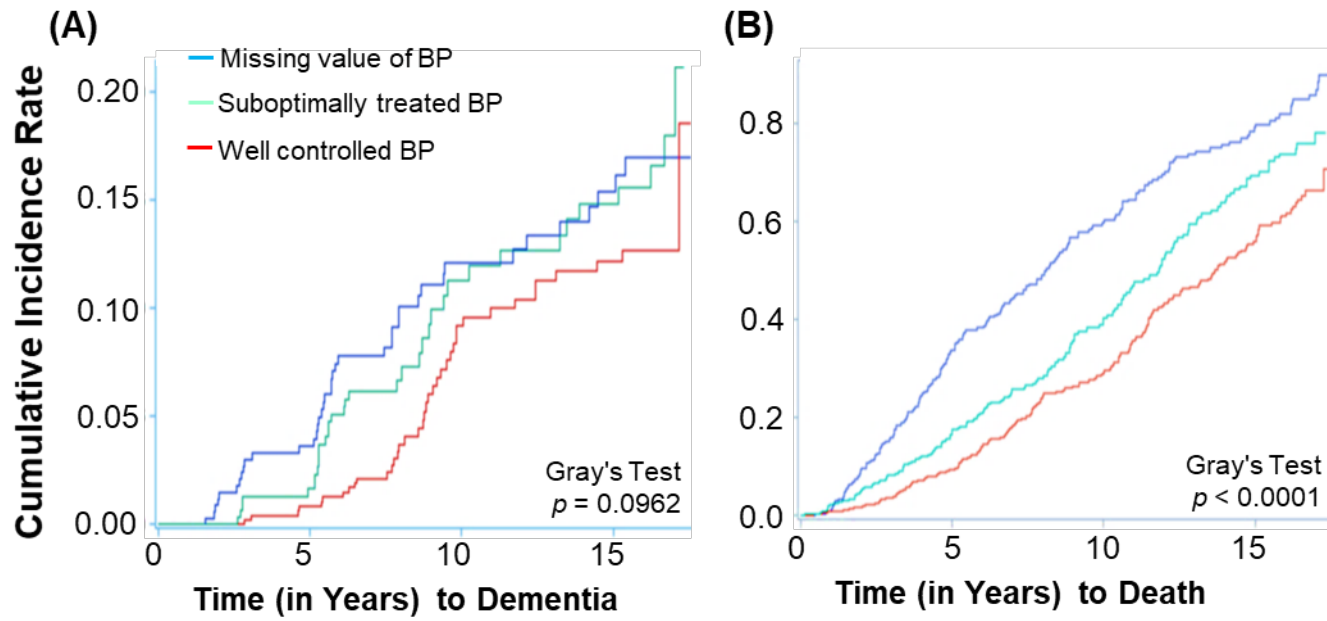 (A)
Missing value of BP
Suboptimally treated BP
Well controlled BP
Cumulative Incidence Rate
0.20
0.15
0.10
0.05
0.00
Gray's Test
p = 0.0962
0 5 10 15
Time (in Years) to Dementia
(B)
0.8
0.6
0.4
0.2
0.0
Gray's Test
p < 0.0001
0 5 10 15
Time (in Years) to Death